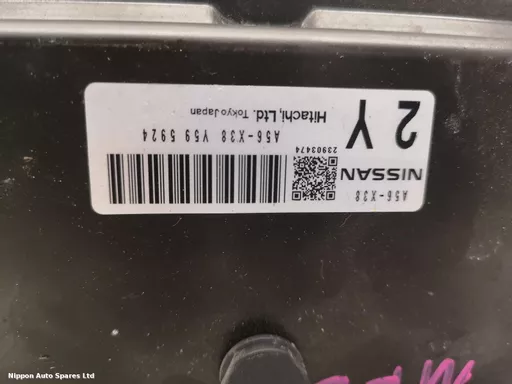 A56-X38
NISSAN
23903474
2 Y
A56-X38 Y59 5924
Hitachi, Ltd. Tokyo Japan
Nippon Auto Spares Ltd